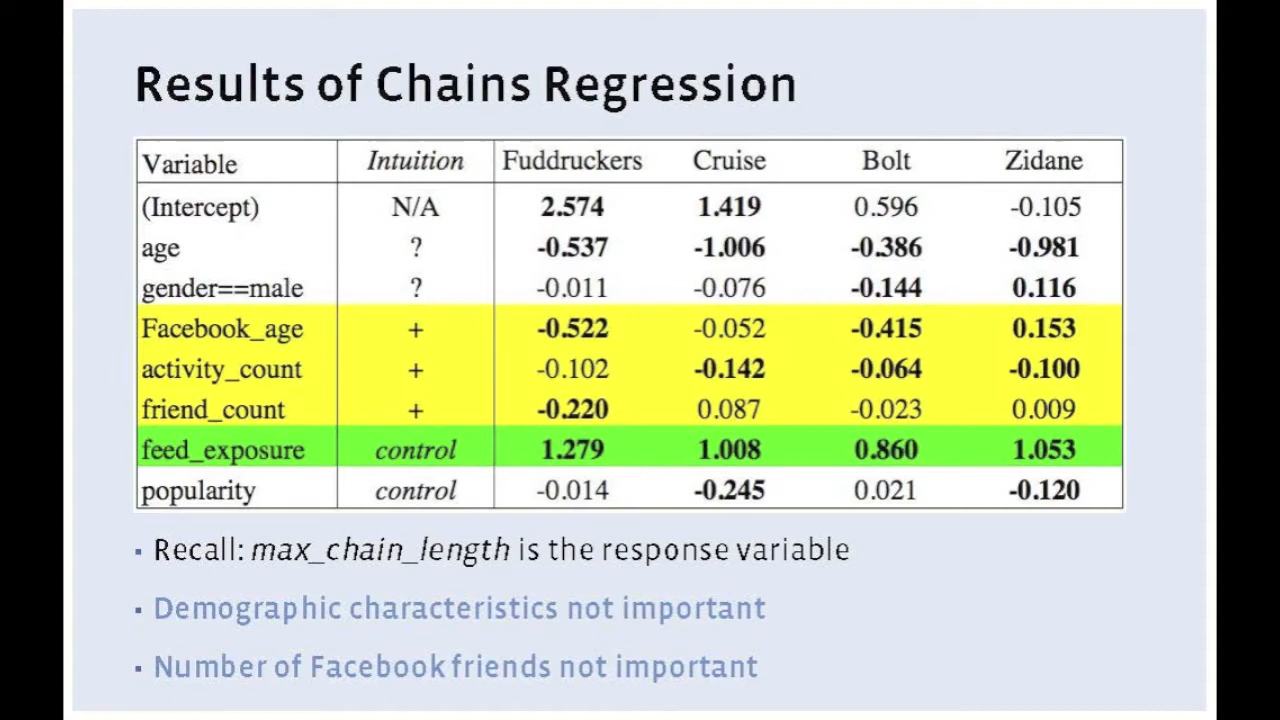 Results of Chains Regression
Variable Intuition Fuddruckers Cruise Bolt Zidane
(Intercept) N/A 2.574 1.419 0.596 -0.105
age ? -0.537 -1.006 -0.386 -0.981
gender==male ? -0.011 -0.076 -0.144 0.116
Facebook_age + -0.522 -0.052 -0.415 0.153
activity_count + -0.102 -0.142 -0.064 -0.100
friend_count + -0.220 0.087 -0.023 0.009
feed_exposure control 1.279 1.008 0.860 1.053
popularity control -0.014 -0.245 0.021 -0.120
▪ Recall: max_chain_length is the response variable
▪ Demographic characteristics not important
▪ Number of Facebook friends not important